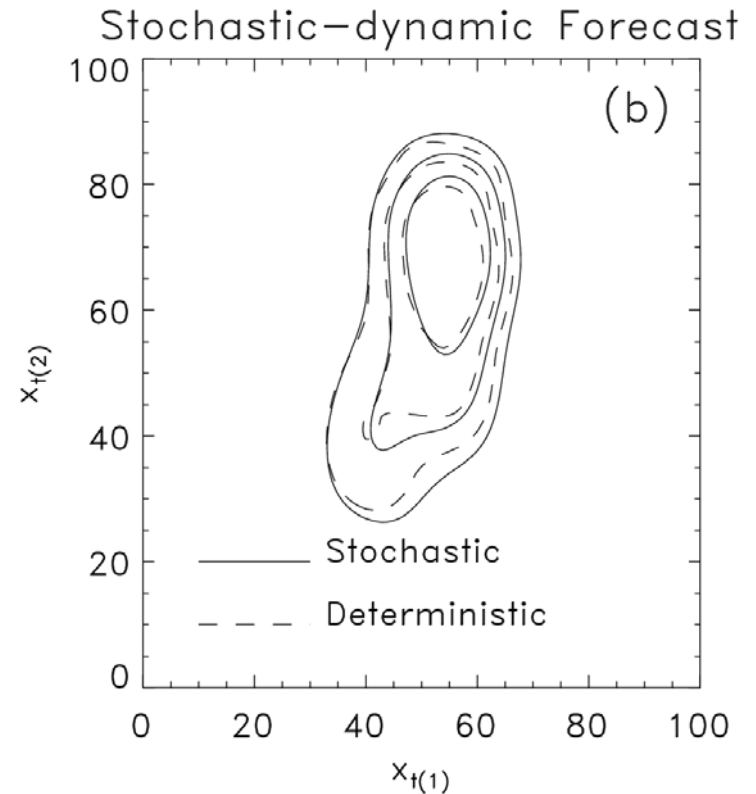 Stochastic-dynamic Forecast
(b)
100
80
60
40
20
0
x_t(2)
Stochastic
Deterministic
0 20 40 60 80 100
x_t(1)